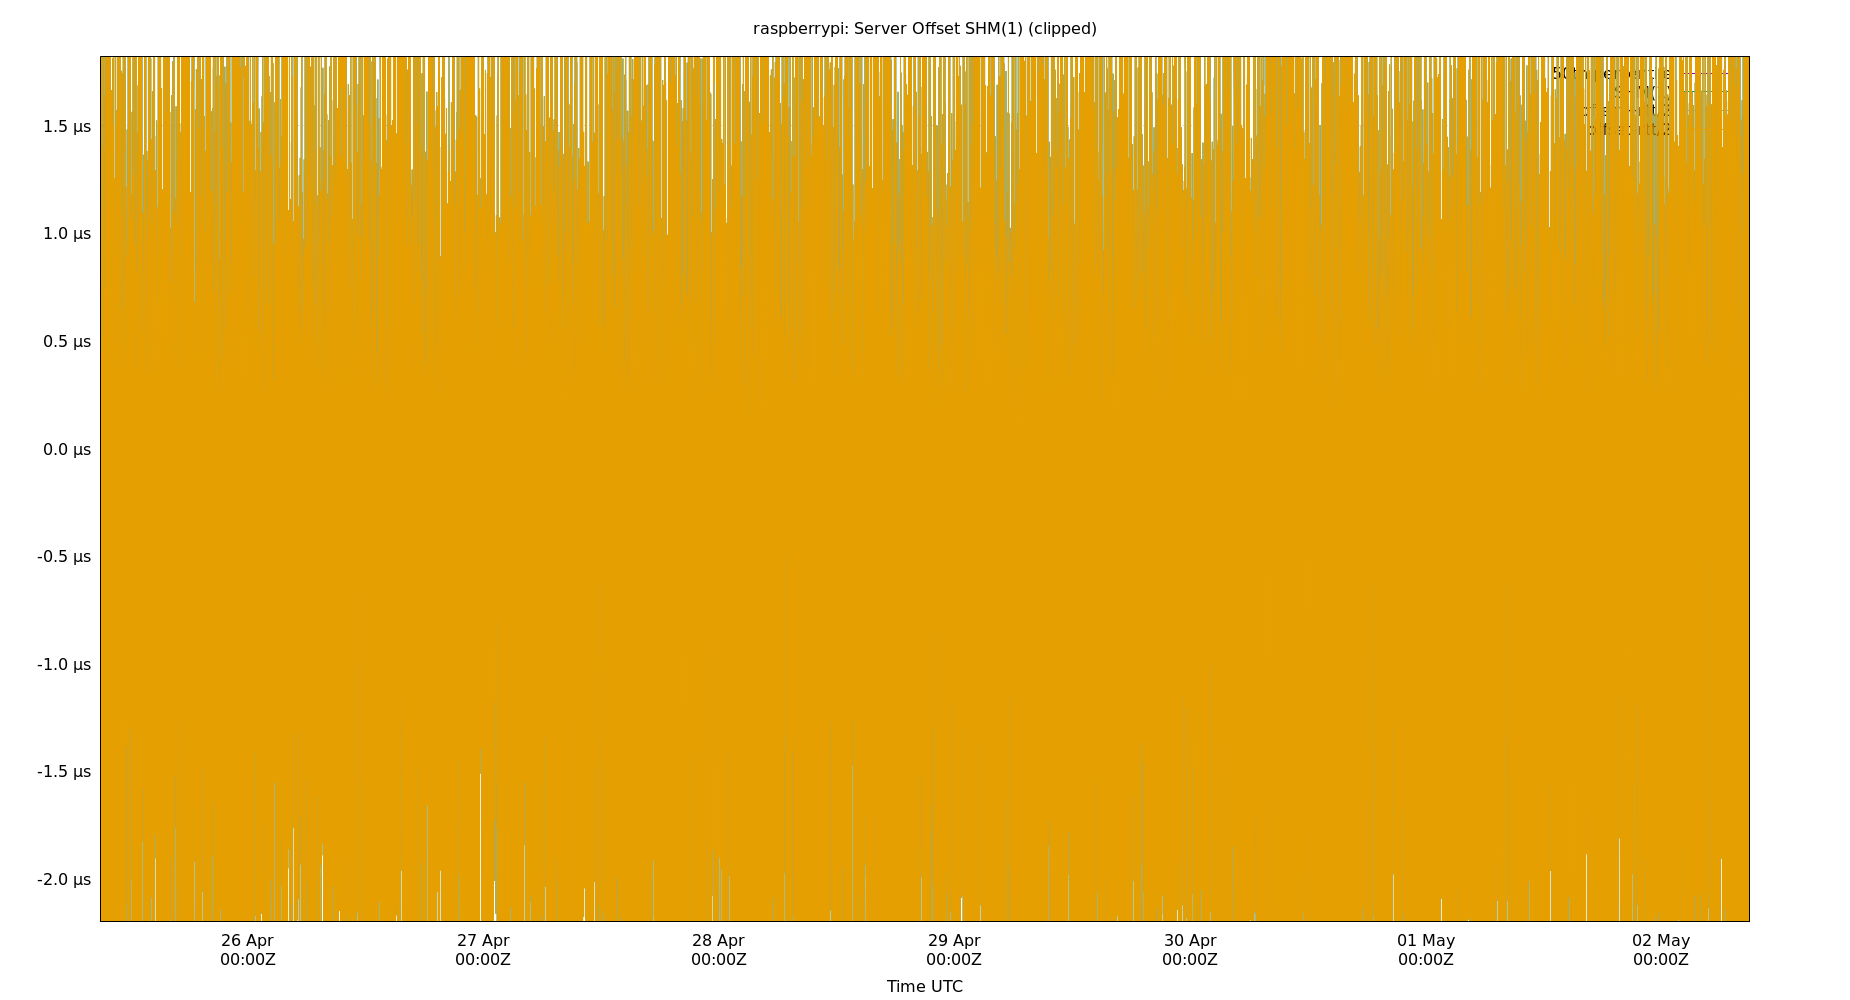 raspberrypi: Server Offset SHM(1) (clipped)
1.5 µs
1.0 µs
0.5 µs
0.0 µs
-0.5 µs
-1.0 µs
-1.5 µs
-2.0 µs
26 Apr 27 Apr 28 Apr 29 Apr 30 Apr 01 May 02 May
00:00Z 00:00Z 00:00Z 00:00Z 00:00Z 00:00Z 00:00Z
Time UTC